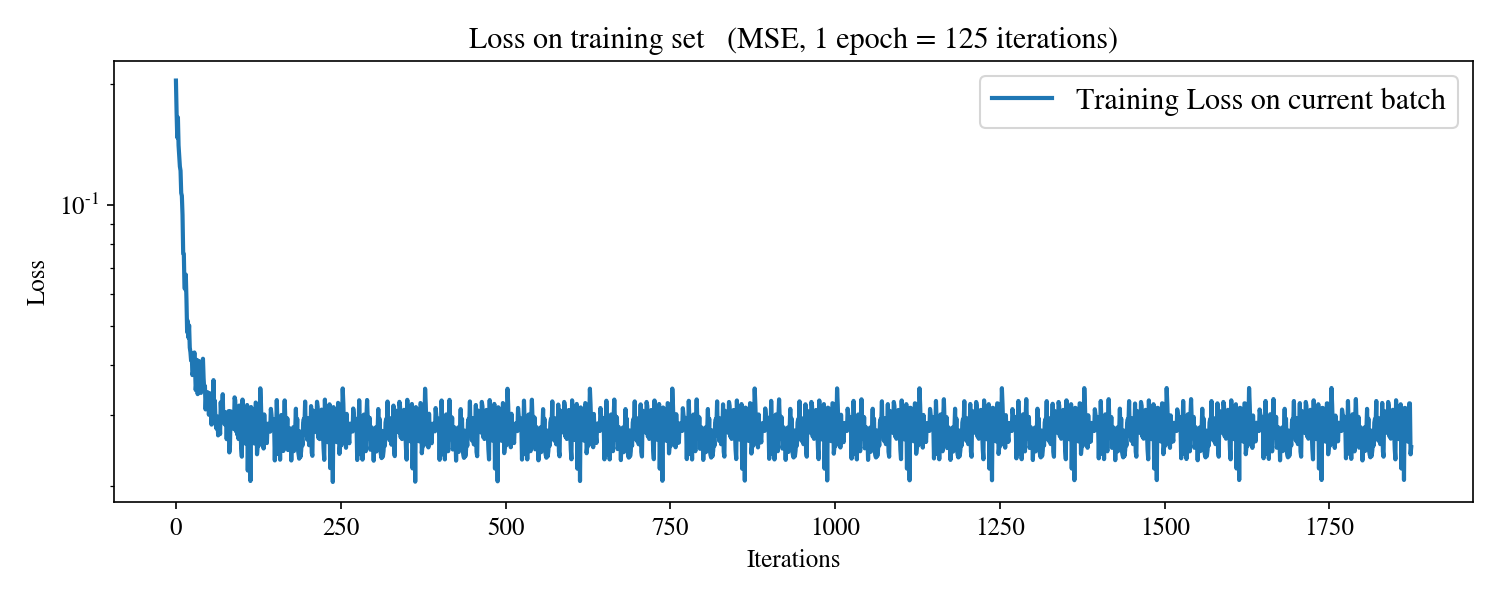 Loss on training set (MSE, 1 epoch = 125 iterations)
Training Loss on current batch
10-1
Loss
0 250 500 750 1000 1250 1500 1750
Iterations